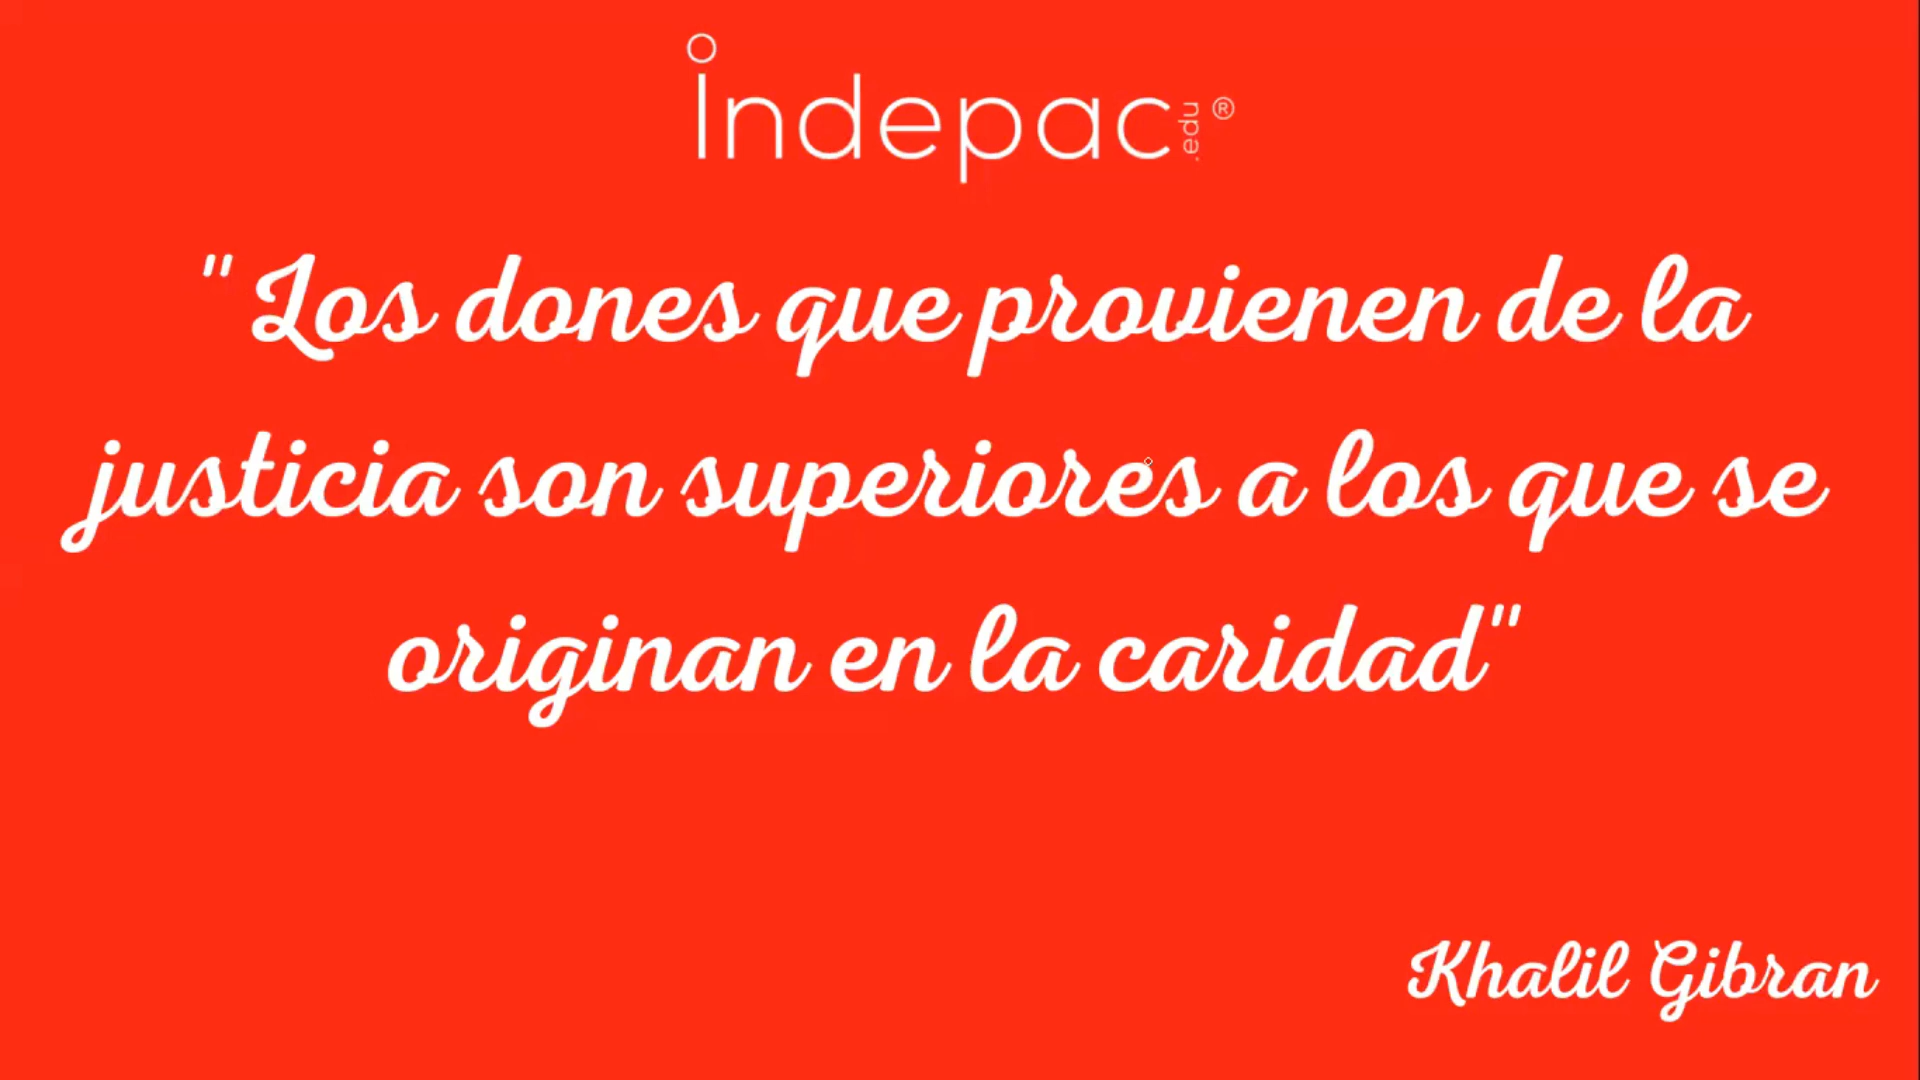 indepac.edu®
"Los dones que provienen de la
justicia son superiores a los que se
originan en la caridad"
Khalil Gibran